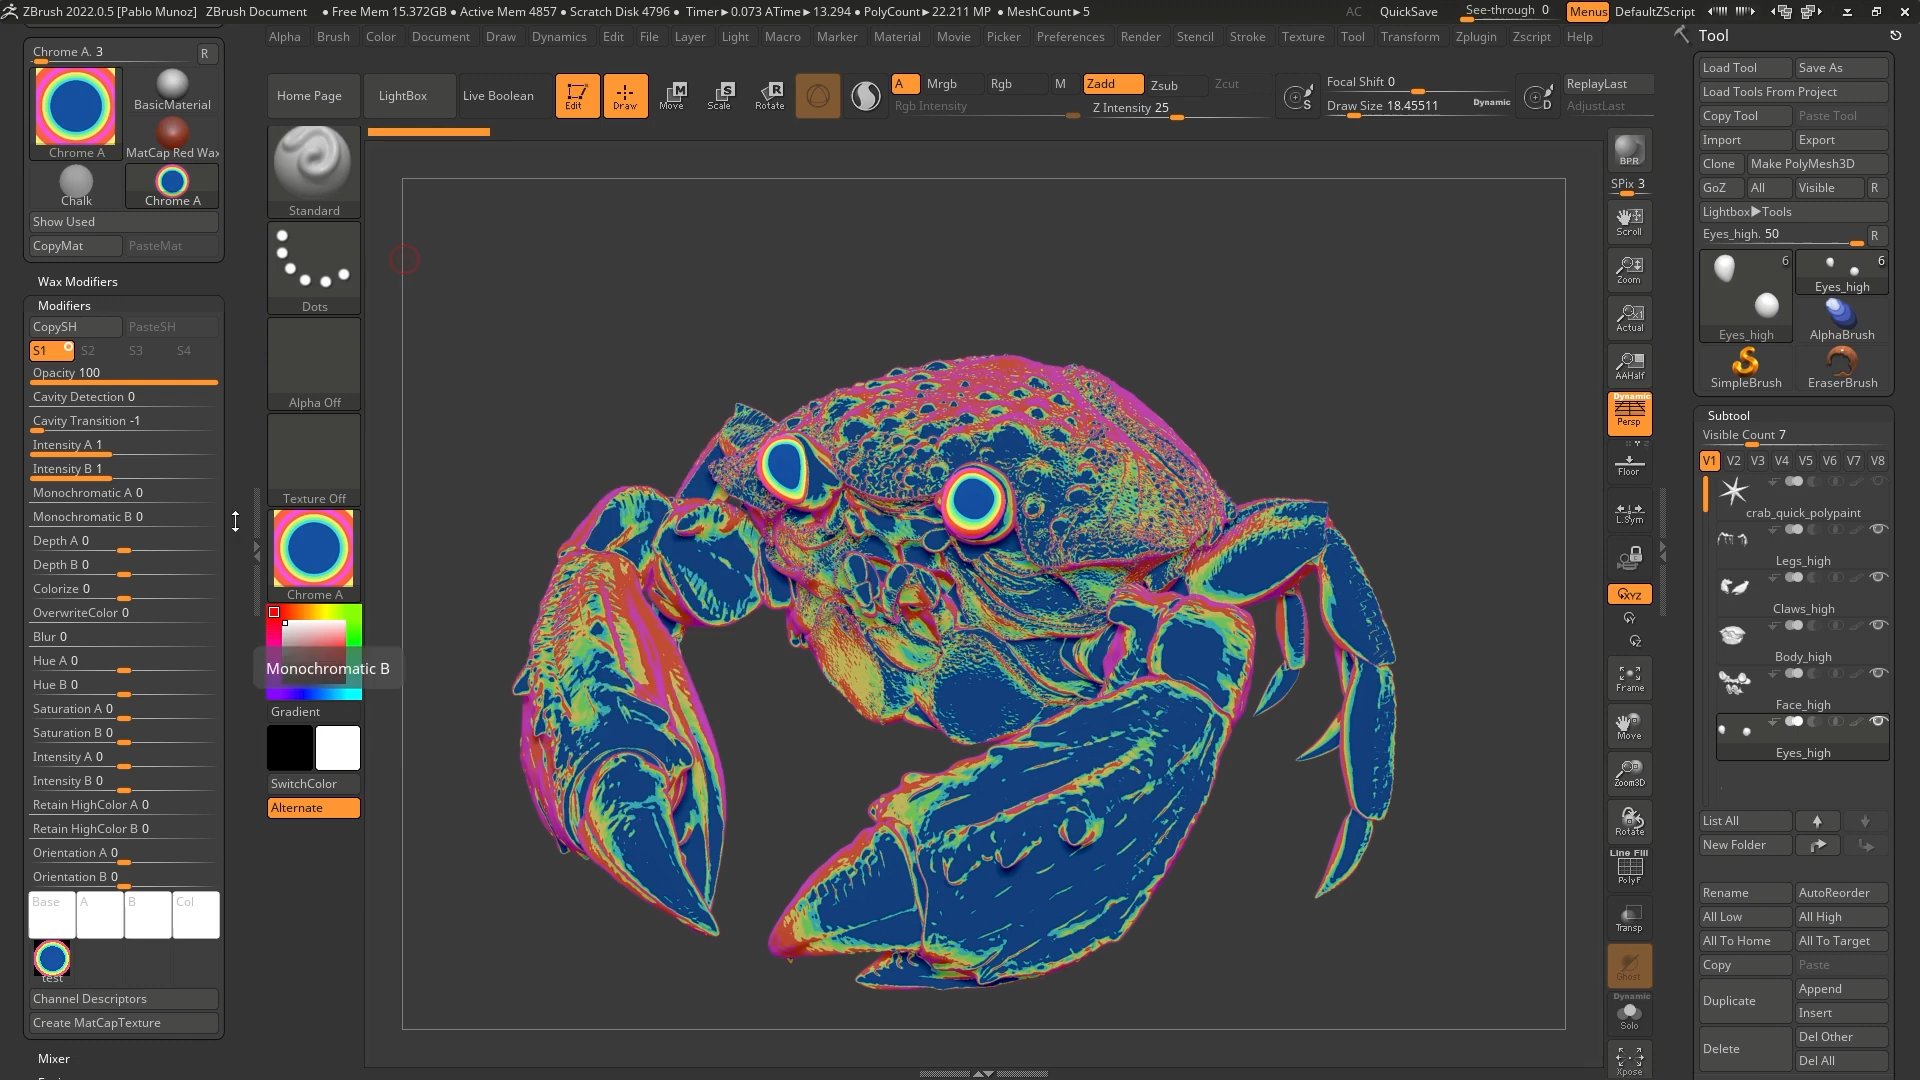 ZBrush 2022.0.5 [Pablo Munoz] ZBrush Document • Free Mem 15.372GB • Active Mem 4857 • Scratch Disk 4796 • Timer►0.073 ATime►13.294 • PolyCount►22.211 MP • MeshCount►5 AC QuickSave See-through 0 Menus DefaultZScript
Alpha Brush Color Document Draw Dynamics Edit File Layer Light Macro Marker Material Movie Picker Preferences Render Stencil Stroke Texture Tool Transform Zplugin Zscript Help
Chrome A. 3 R
BasicMaterial
MatCap Red Wax
Chrome A
Chalk
Chrome A
Show Used
CopyMat PasteMat
Wax Modifiers
Modifiers
CopySH PasteSH
S1 S2 S3 S4
Opacity 100
Cavity Detection 0
Cavity Transition -1
Intensity A 1
Intensity B 1
Monochromatic A 0
Monochromatic B 0
Depth A 0
Depth B 0
Colorize 0
OverwriteColor 0
Blur 0
Hue A 0
Hue B 0
Saturation A 0
Saturation B 0
Intensity A 0
Intensity B 0
Retain HighColor A 0
Retain HighColor B 0
Orientation A 0
Orientation B 0
Base A B Col
test
Channel Descriptors
Create MatCapTexture
Mixer
Home Page LightBox Live Boolean Edit Draw Move Scale Rotate
A Mrgb Rgb M Zadd Zsub Zcut
Rgb Intensity Z Intensity 25
Focal Shift 0
Draw Size 18.45511 Dynamic
ReplayLast
AdjustLast
Standard
Dots
Alpha Off
Texture Off
Chrome A
Monochromatic B
Gradient
SwitchColor
Alternate
BPR
SPix 3
Scroll
Zoom
Actual
AAHalf
Dynamic
Persp
Floor
L.Sym
XYZ
Frame
Move
Zoom3D
Rotate
Line Fill
PolyF
Transp
Ghost
Dynamic
Solo
Xpose
Tool
Load Tool Save As
Load Tools From Project
Copy Tool Paste Tool
Import Export
Clone Make PolyMesh3D
GoZ All Visible R
Lightbox►Tools
Eyes_high. 50 R
6 6
Eyes_high
Eyes_high AlphaBrush
SimpleBrush EraserBrush
Subtool
Visible Count 7
V1 V2 V3 V4 V5 V6 V7 V8
crab_quick_polypaint
Legs_high
Claws_high
Body_high
Face_high
Eyes_high
List All
New Folder
Rename AutoReorder
All Low All High
All To Home All To Target
Copy Paste
Duplicate Append
Insert
Delete Del Other
Del All